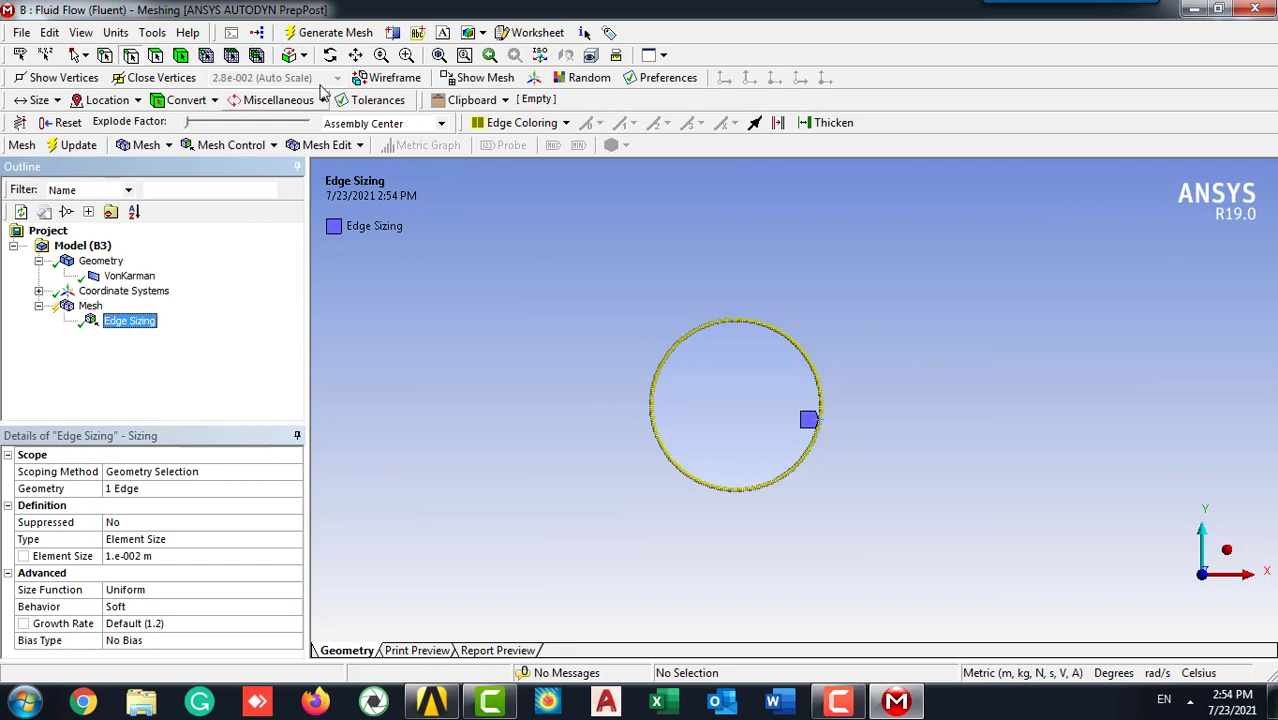 B : Fluid Flow (Fluent) - Meshing [ANSYS AUTODYN PrepPost]
File Edit View Units Tools Help Generate Mesh Worksheet
Show Vertices Close Vertices 2.8e-002 (Auto Scale) Wireframe Show Mesh Random Preferences
Size Location Convert Miscellaneous Tolerances Clipboard [ Empty ]
Reset Explode Factor: Assembly Center Edge Coloring Thicken
Mesh Update Mesh Mesh Control Mesh Edit Metric Graph Probe
Outline
Filter: Name
Project
Model (B3)
Geometry
VonKarman
Coordinate Systems
Mesh
Edge Sizing
Details of "Edge Sizing" - Sizing
Scope
Scoping Method Geometry Selection
Geometry 1 Edge
Definition
Suppressed No
Type Element Size
Element Size 1.e-002 m
Advanced
Size Function Uniform
Behavior Soft
Growth Rate Default (1.2)
Bias Type No Bias
Edge Sizing
7/23/2021 2:54 PM
Edge Sizing
ANSYS
R19.0
Y
X
Geometry Print Preview Report Preview
No Messages No Selection Metric (m, kg, N, s, V, A) Degrees rad/s Celsius
EN 2:54 PM
7/23/2021